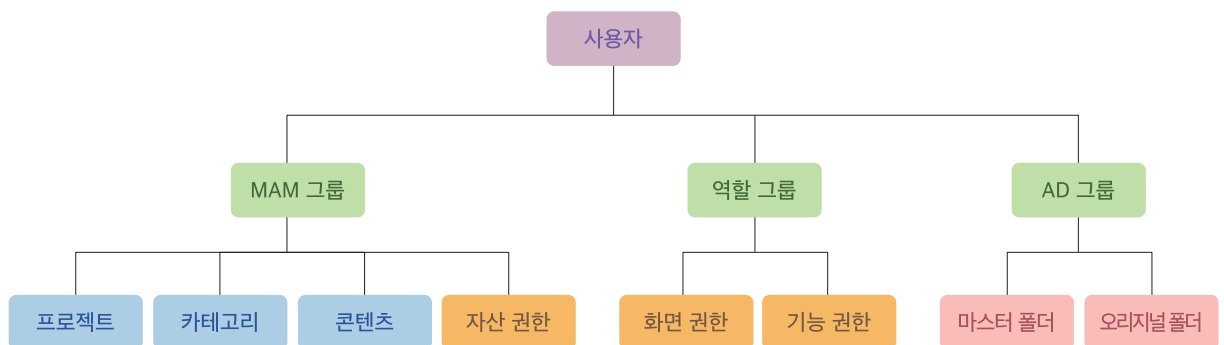 사용자
MAM 그룹
역할 그룹
AD 그룹
프로젝트
카테고리
콘텐츠
자산 권한
화면 권한
기능 권한
마스터 폴더
오리지널 폴더